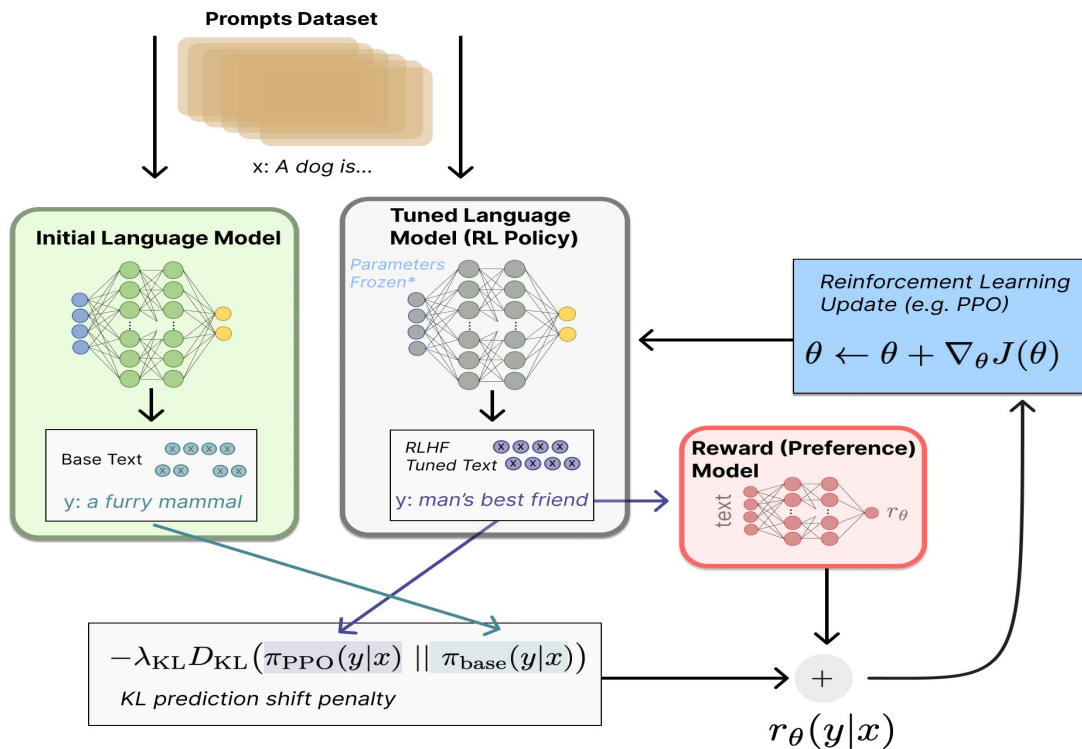 Prompts Dataset
x: A dog is...
Initial Language Model
Base Text
x x x x
x x x x
y: a furry mammal
Tuned Language
Model (RL Policy)
Parameters
Frozen*
RLHF
Tuned Text
x x x x
x x x x
y: man's best friend
Reinforcement Learning
Update (e.g. PPO)
θ ← θ + ∇θJ(θ)
Reward (Preference)
Model
text
rθ
−λKL DKL(πPPO(y|x) || πbase(y|x))
KL prediction shift penalty
+
rθ(y|x)